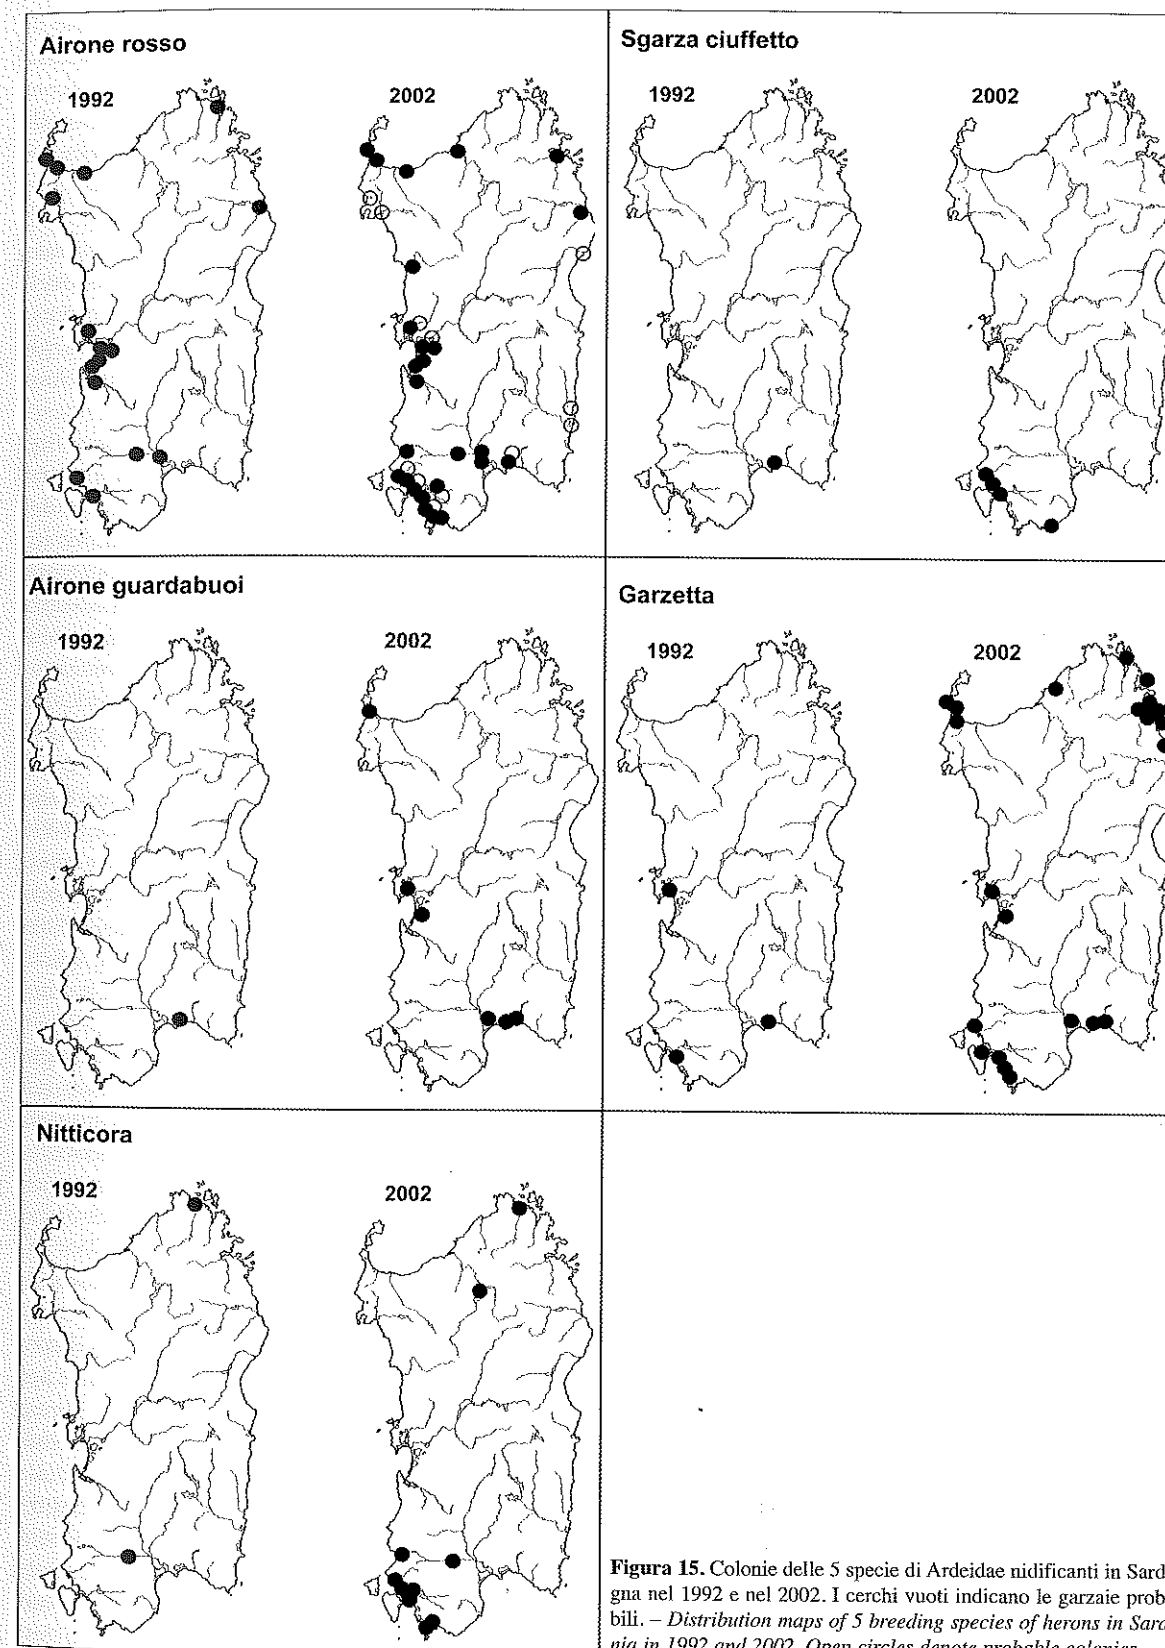 Airone rosso
1992
2002
Sgarza ciuffetto
1992
2002
Airone guardabuoi
1992
2002
Garzetta
1992
2002
Nitticora
1992
2002
Figura 15. Colonie delle 5 specie di Ardeidae nidificanti in Sard
gna nel 1992 e nel 2002. I cerchi vuoti indicano le garzaie prob
bili. – Distribution maps of 5 breeding species of herons in Sard
nia in 1992 and 2002. Open circles denote probable colonies